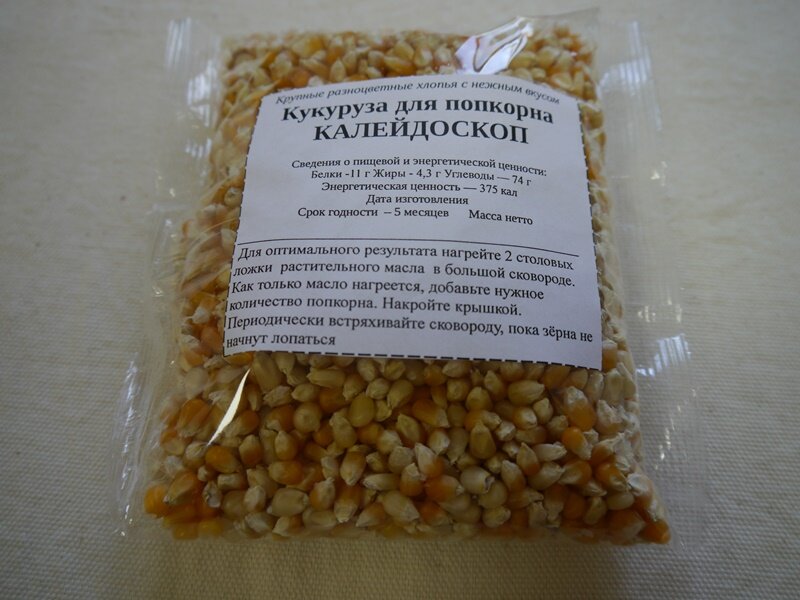 Крупные разноцветные хлопья с нежным вкусом
Кукуруза для попкорна
КАЛЕЙДОСКОП
Сведения о пищевой и энергетической ценности:
Белки -11 г Жиры - 4,3 г Углеводы — 74 г
Энергетическая ценность — 375 кал
Дата изготовления
Срок годности – 5 месяцев Масса нетто
Для оптимального результата нагрейте 2 столовых
ложки растительного масла в большой сковороде.
Как только масло нагреется, добавьте нужное
количество попкорна. Накройте крышкой.
Периодически встряхивайте сковороду, пока зёрна не
начнут лопаться